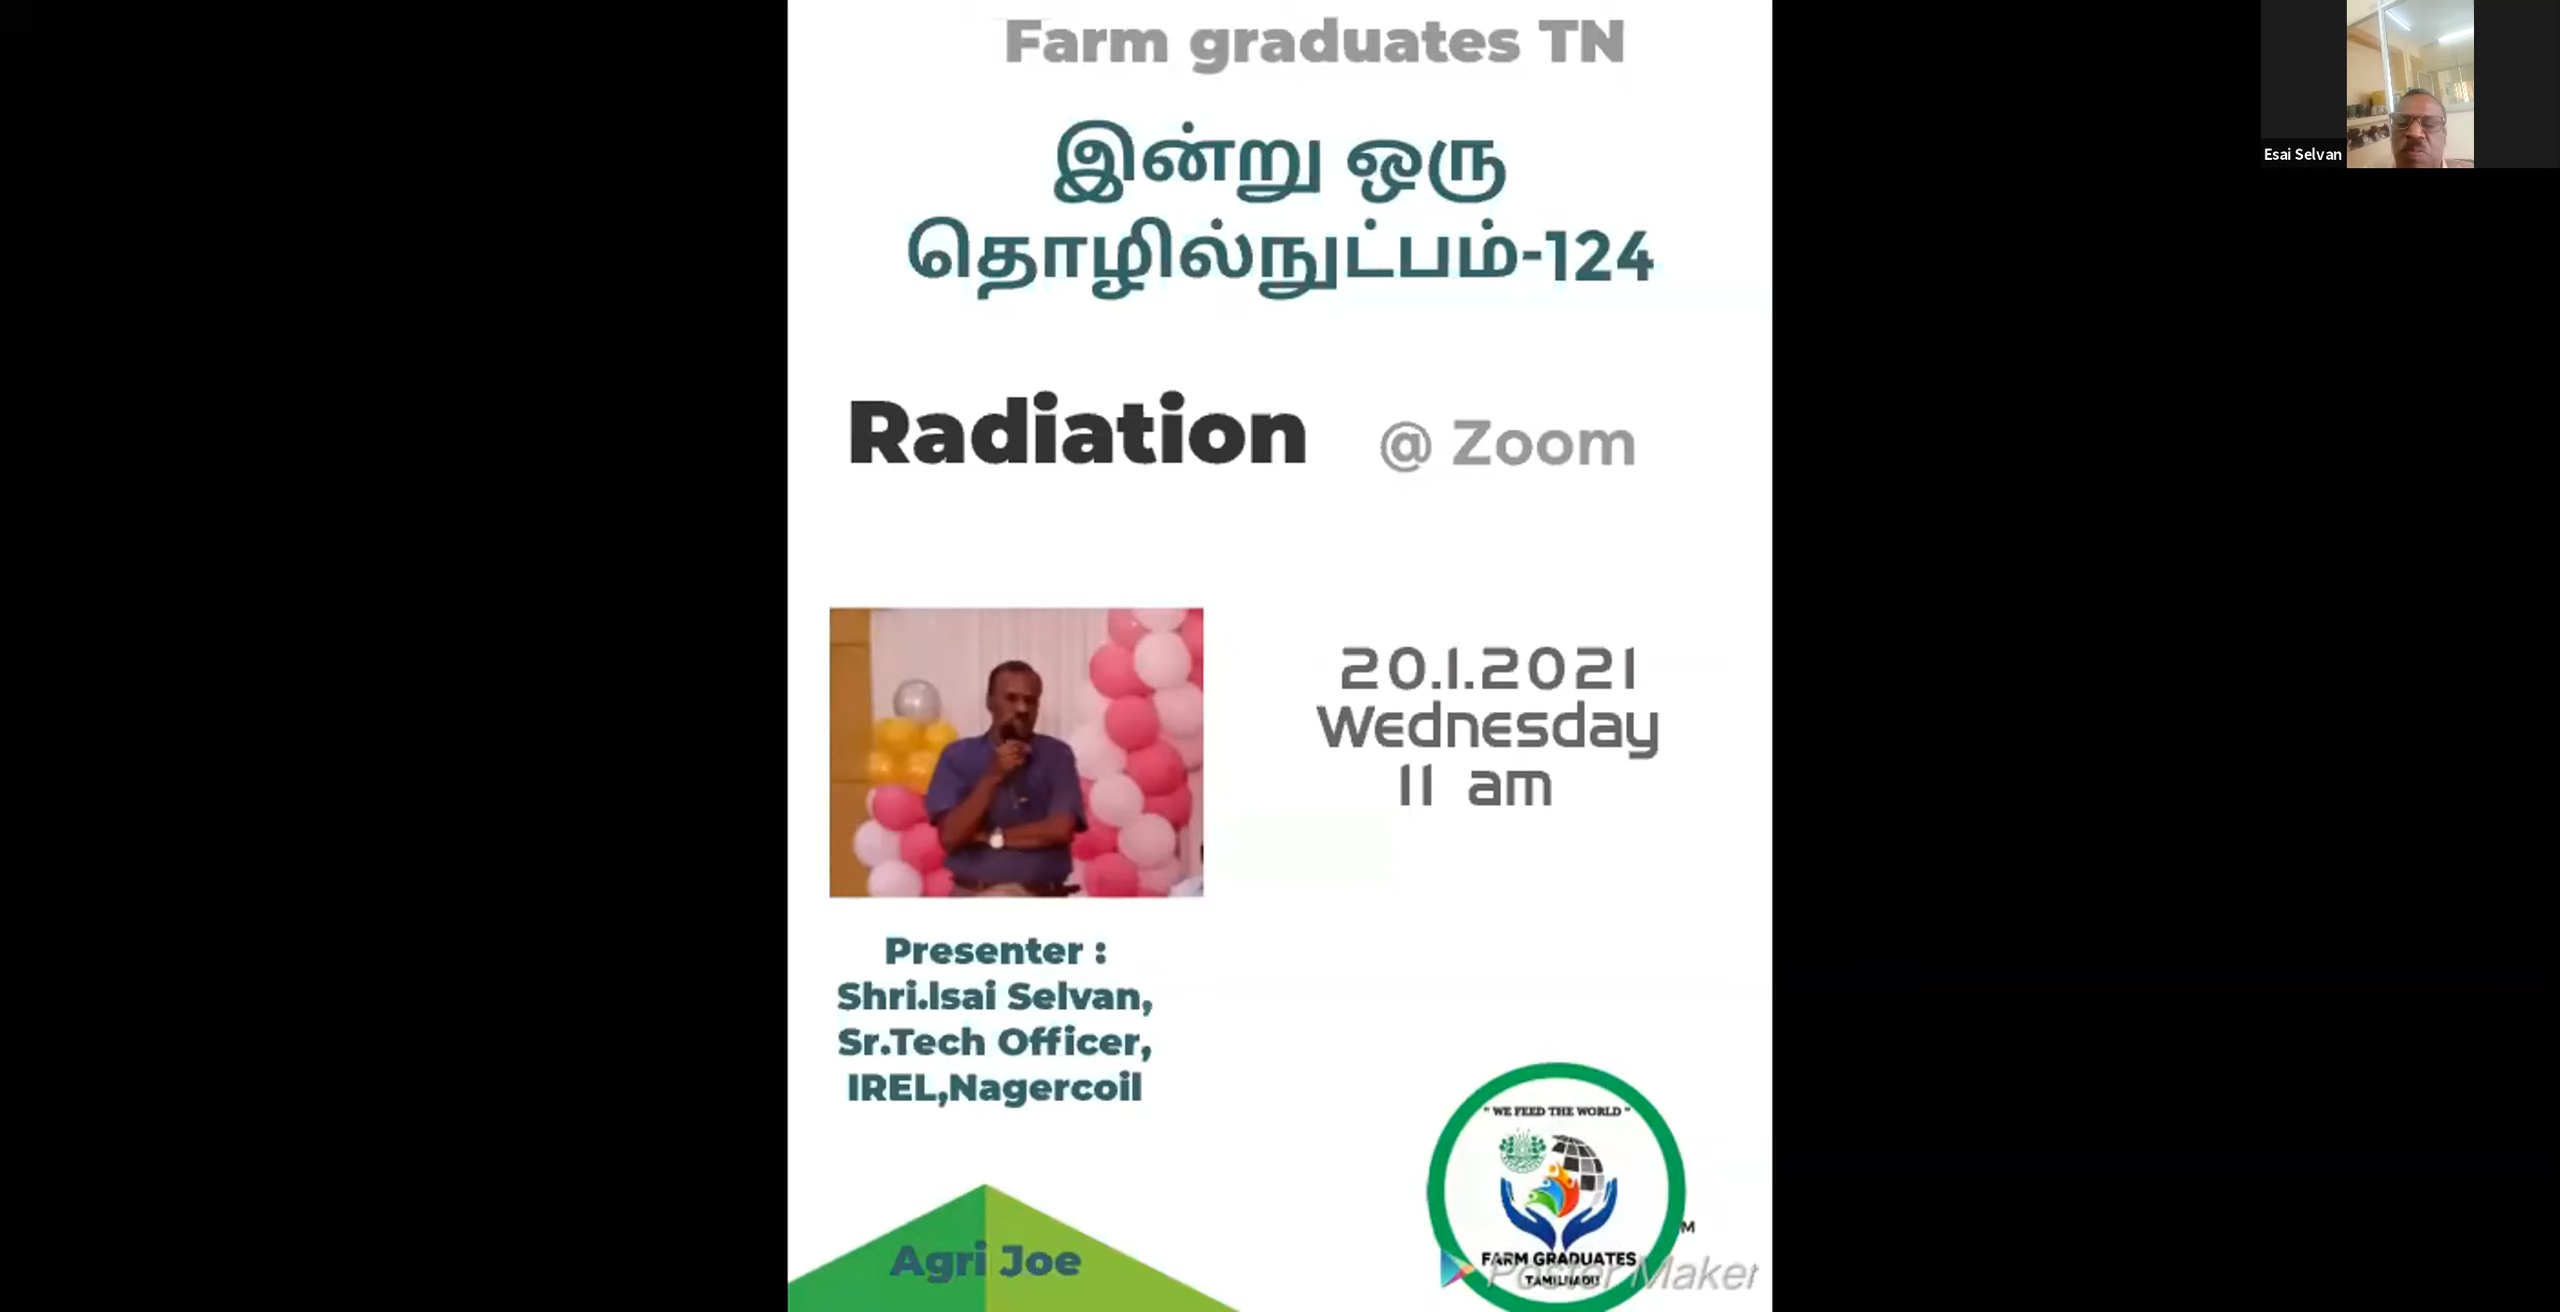 Farm graduates TN
Esai Selvan
இன்று ஒரு
தொழில்நுட்பம்-124
Radiation @ Zoom
20.1.2021
Wednesday
11 am
Presenter :
Shri.Isai Selvan,
Sr.Tech Officer,
IREL,Nagercoil
Agri Joe
" WE FEED THE WORLD "
FARM GRADUATES
TAMILNADU
M
Poster Maker